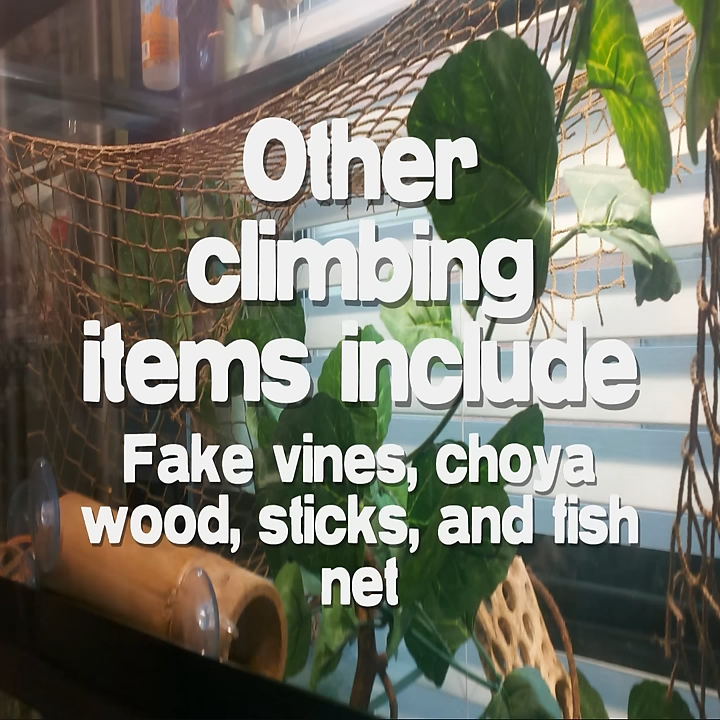 Other
climbing
items include
Fake vines, choya
wood, sticks, and fish
net